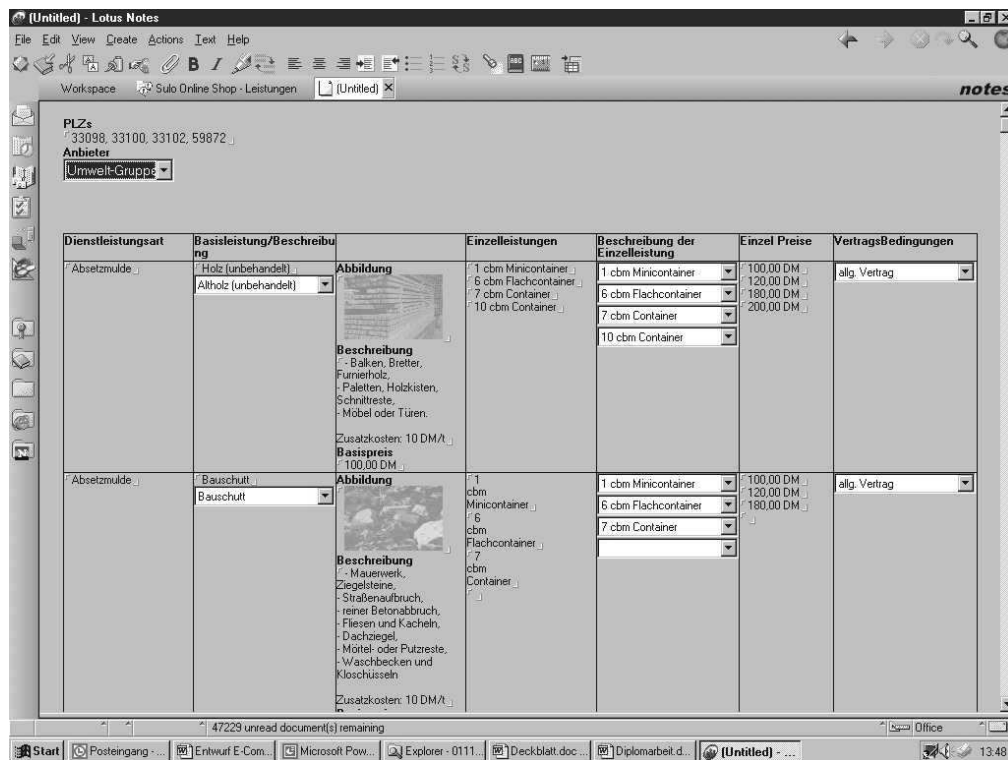 (Untitled) - Lotus Notes
File Edit View Create Actions Text Help
Workspace Sulo Online Shop - Leistungen (Untitled)
notes
PLZs
33098, 33100, 33102, 59872
Anbieter
Umwelt-Gruppe
Dienstleistungsart Basisleistung/Beschreibu
ng Einzelleistungen Beschreibung der
Einzelleistung Einzel Preise VertragsBedingungen
Absetzmulde
Holz (unbehandelt)
Altholz (unbehandelt)
Abbildung
Beschreibung
- Balken, Bretter,
Furnierholz,
- Paletten, Holzkisten,
Schnittreste,
- Möbel oder Türen.
Zusatzkosten: 10 DM/t
Basispreis
100,00 DM
1 cbm Minicontainer
6 cbm Flachcontainer
7 cbm Container
10 cbm Container
1 cbm Minicontainer
6 cbm Flachcontainer
7 cbm Container
10 cbm Container
100,00 DM
120,00 DM
180,00 DM
200,00 DM
allg. Vertrag
Absetzmulde
Bauschutt
Bauschutt
Abbildung
Beschreibung
- Mauerwerk,
Ziegelsteine,
- Straßenaufbruch,
- reiner Betonabbruch,
- Fliesen und Kacheln,
- Dachziegel,
- Mörtel- oder Putzreste,
- Waschbecken und
Kloschüsseln
Zusatzkosten: 10 DM/t
1
cbm
Minicontainer
6
cbm
Flachcontainer
7
cbm
Container
1 cbm Minicontainer
6 cbm Flachcontainer
7 cbm Container
100,00 DM
120,00 DM
180,00 DM
allg. Vertrag
47229 unread document(s) remaining
Office
Start Posteingang - ... Entwurf E-Com... Microsoft Pow... Explorer - 0111... Deckblatt.doc ... Diplomarbeit.d... (Untitled) - ... 13:48